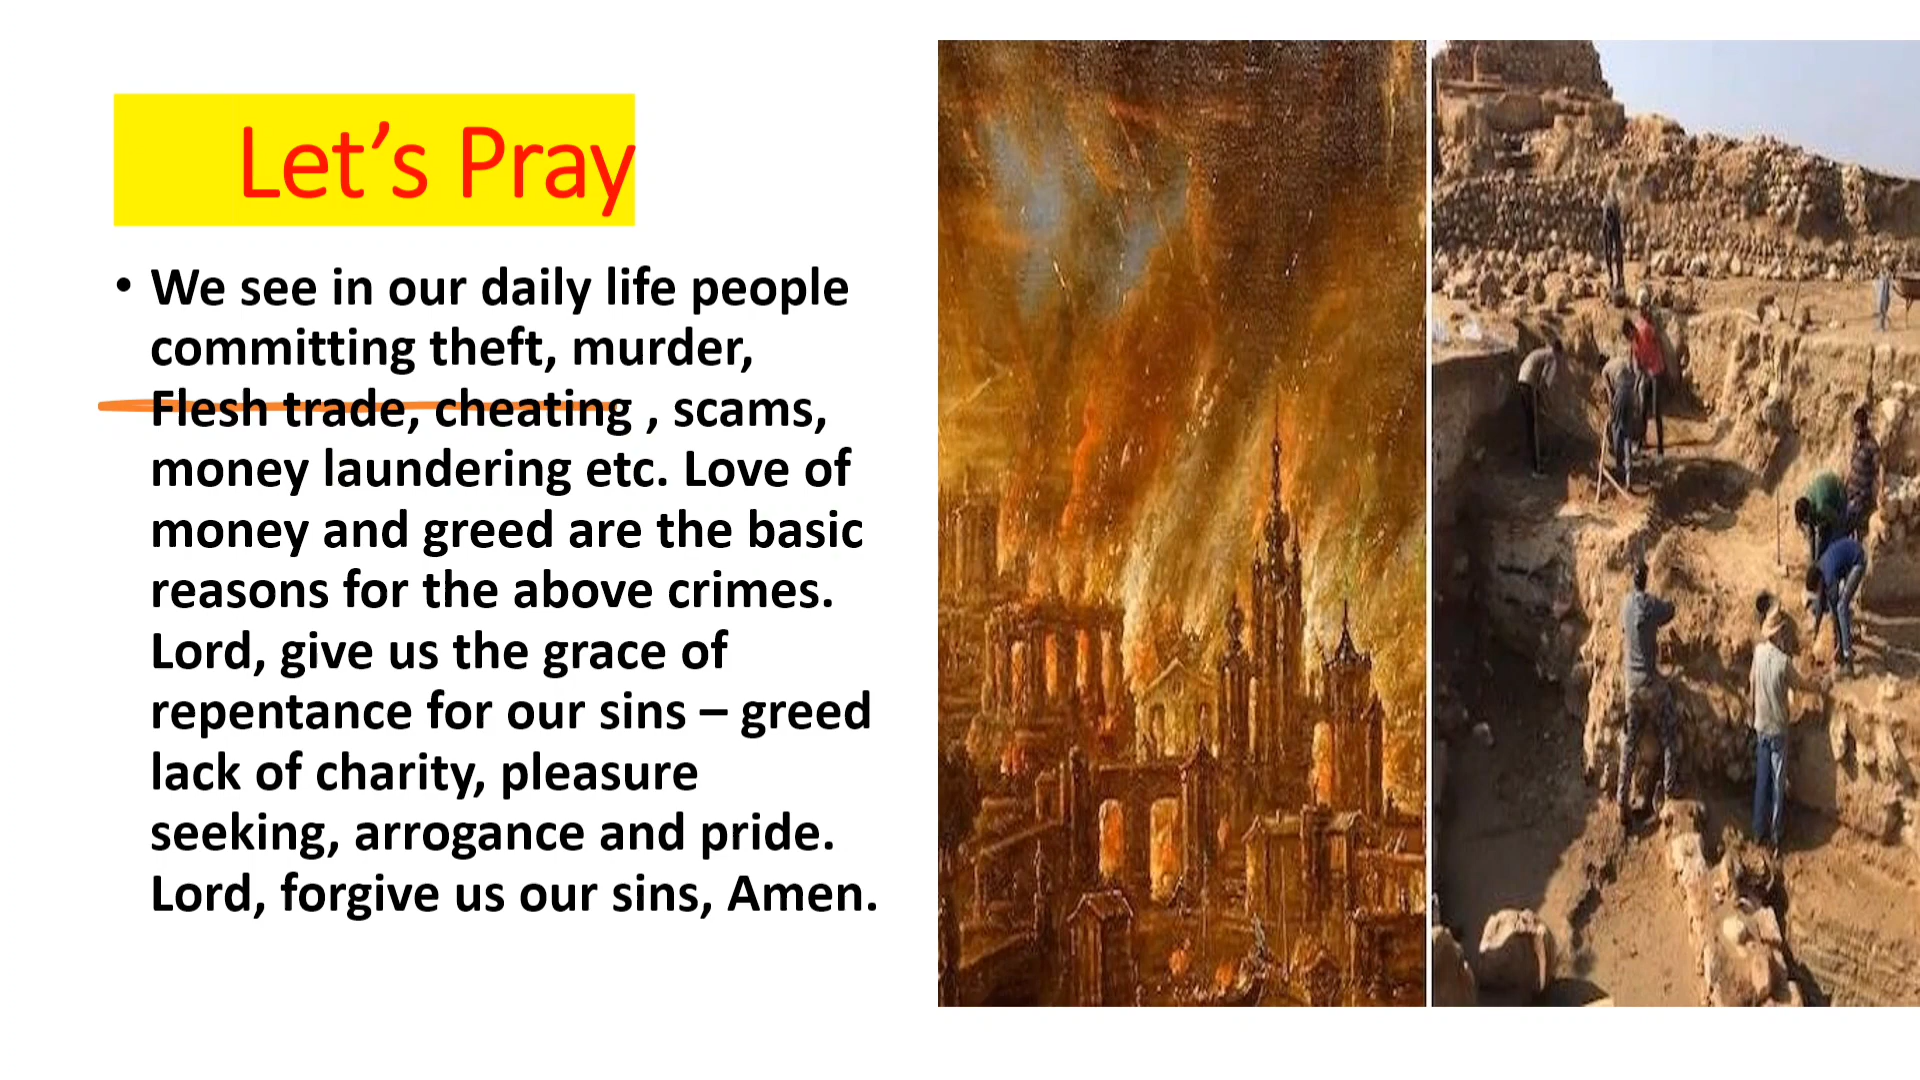 Let’s Pray
• We see in our daily life people
committing theft, murder,
Flesh trade, cheating , scams,
money laundering etc. Love of
money and greed are the basic
reasons for the above crimes.
Lord, give us the grace of
repentance for our sins – greed
lack of charity, pleasure
seeking, arrogance and pride.
Lord, forgive us our sins, Amen.